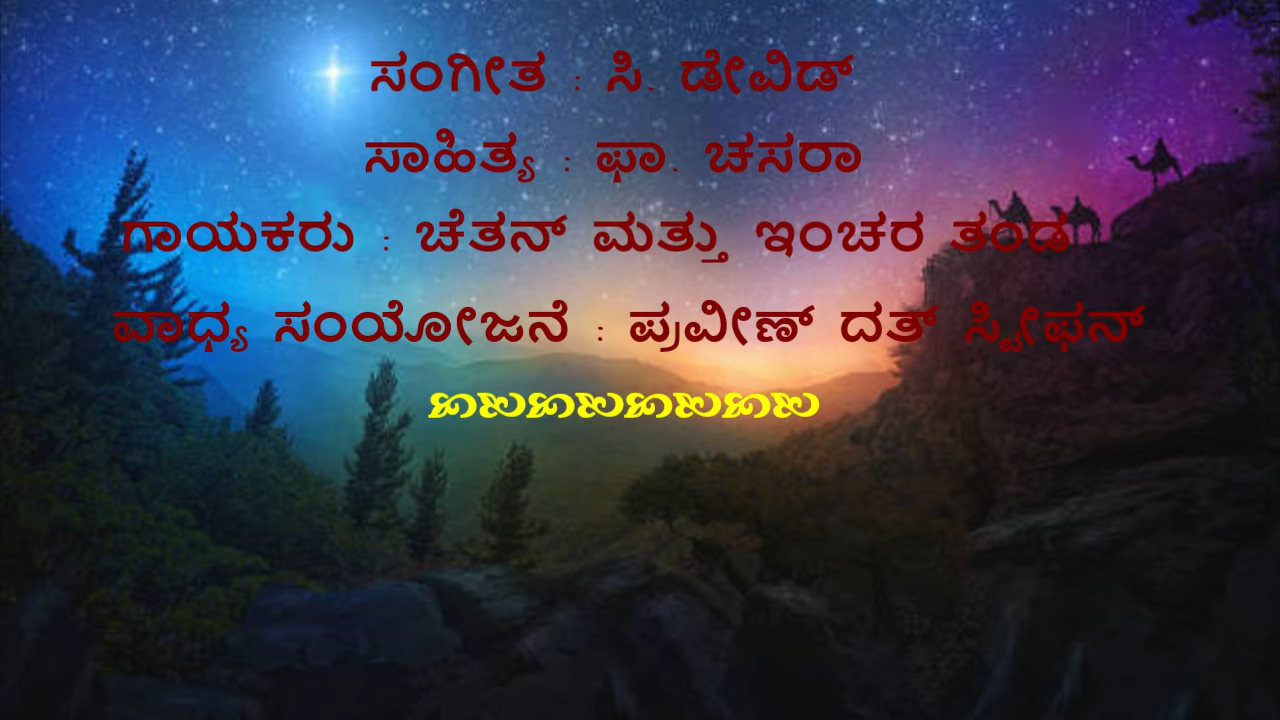 ಸಂಗೀತ : ಸಿ. ಡೇವಿಡ್
ಸಾಹಿತ್ಯ : ಫಾ. ಚಸರಾ
ಗಾಯಕರು : ಚೆತನ್ ಮತ್ತು ಇಂಚರ ತಂಡ
ವಾಧ್ಯ ಸಂಯೋಜನೆ : ಪ್ರವೀಣ್ ದತ್ ಸ್ಟೀಫನ್